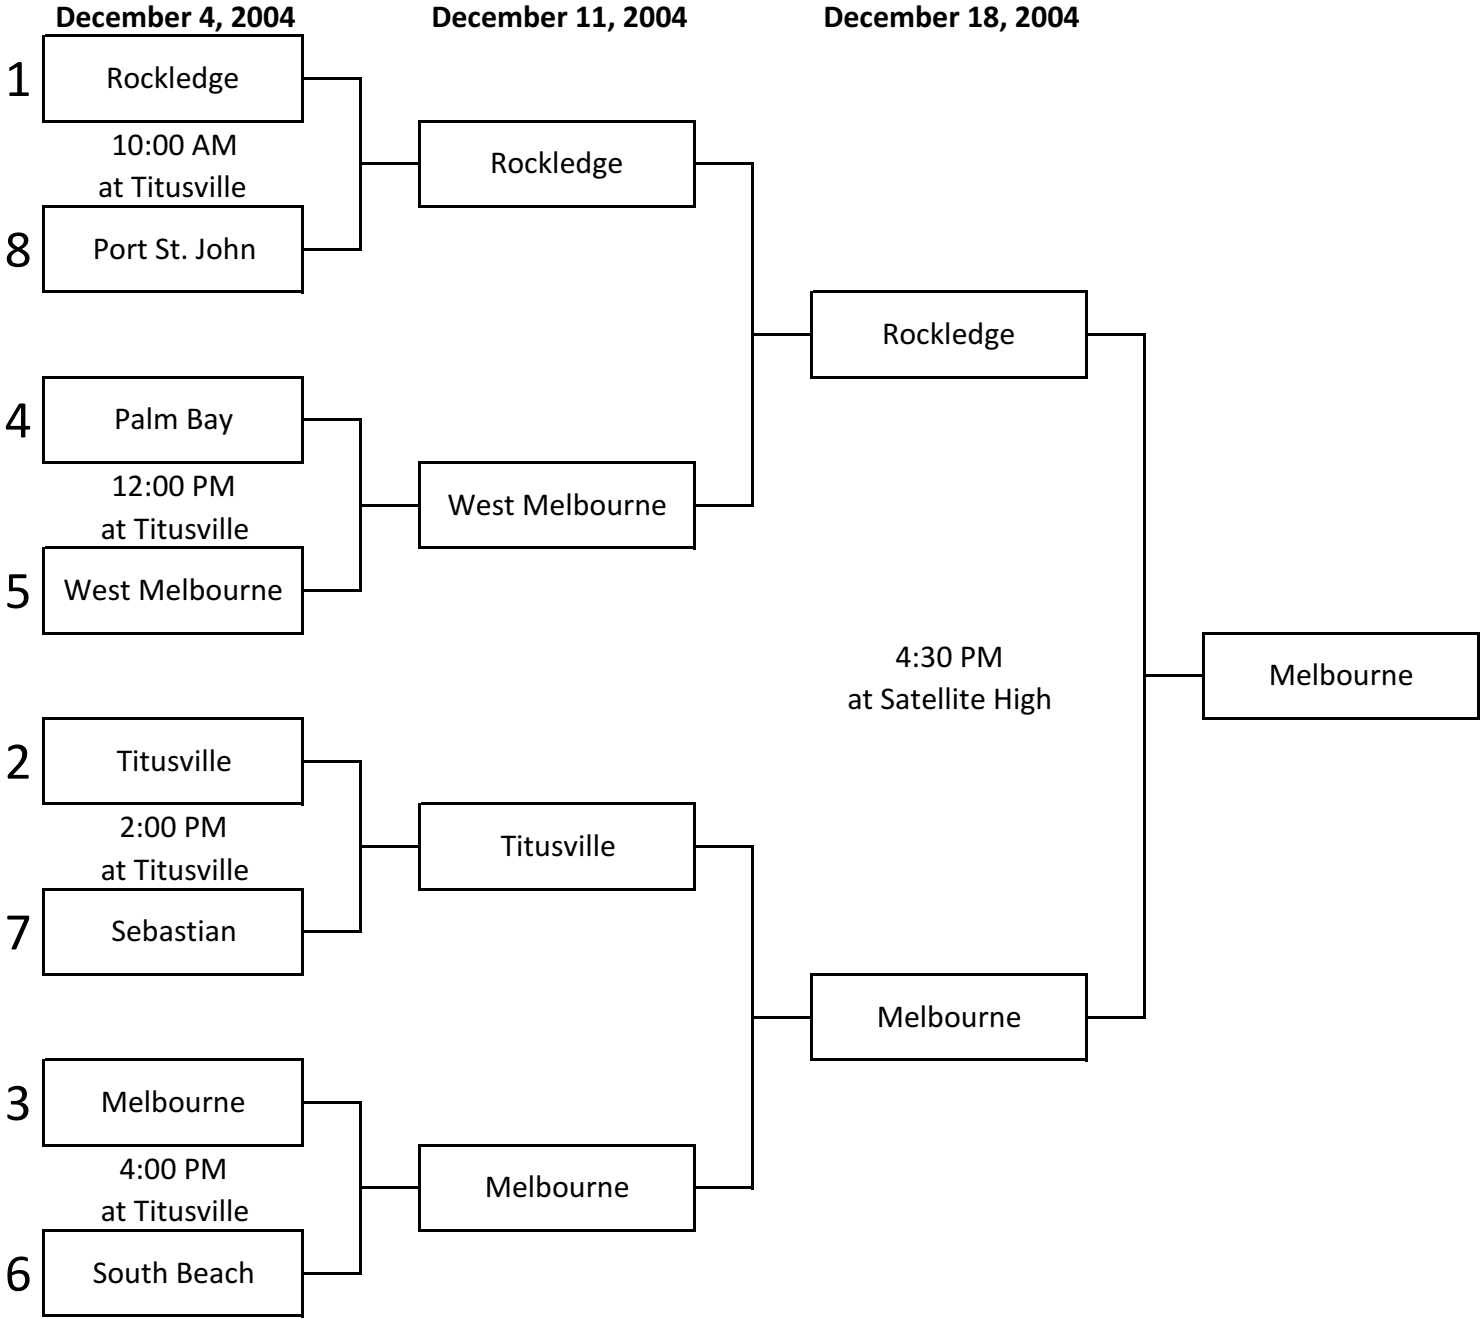 December 4, 2004
December 11, 2004
December 18, 2004
1
Rockledge
10:00 AM
at Titusville
8
Port St. John
4
Palm Bay
12:00 PM
at Titusville
5
West Melbourne
2
Titusville
2:00 PM
at Titusville
7
Sebastian
3
Melbourne
4:00 PM
at Titusville
6
South Beach
Rockledge
West Melbourne
Titusville
Melbourne
Rockledge
4:30 PM
at Satellite High
Melbourne
Melbourne